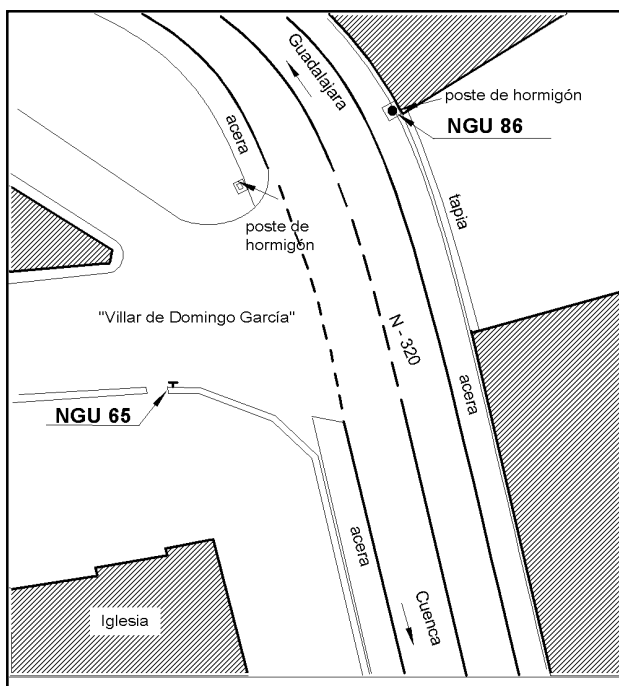 Guadalajara
poste de hormigón
NGU 86
acera
tapia
poste de
hormigón
"Villar de Domingo García"
N - 320
acera
NGU 65
acera
Cuenca
Iglesia